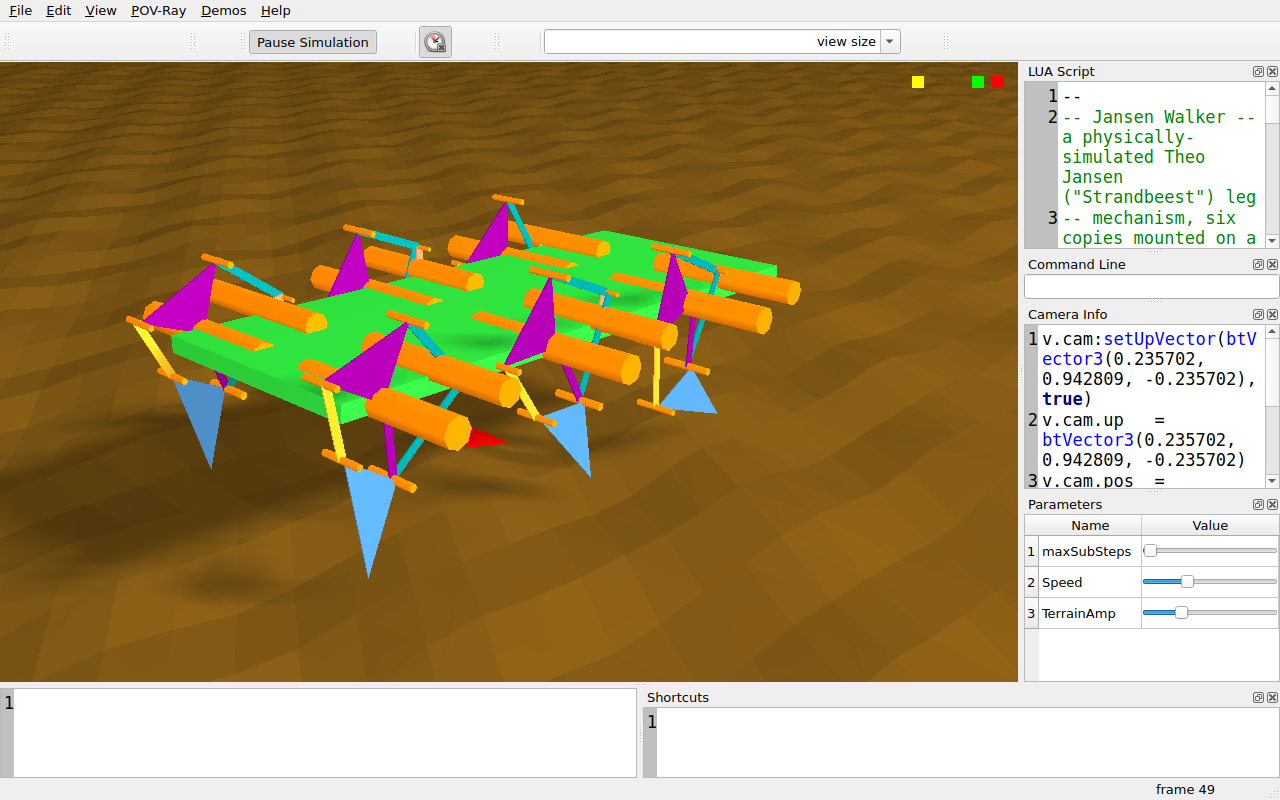 File Edit View POV-Ray Demos Help
Pause Simulation
view size
LUA Script
1 --
2 -- Jansen Walker --
a physically-
simulated Theo
Jansen
("Strandbeest") leg
3 -- mechanism, six
copies mounted on a
Command Line
Camera Info
1 v.cam:setUpVector(btV
ector3(0.235702,
0.942809, -0.235702),
true)
2 v.cam.up   =
btVector3(0.235702,
0.942809, -0.235702)
3 v.cam.pos  =
Parameters
Name Value
1 maxSubSteps
2 Speed
3 TerrainAmp
1
Shortcuts
1
frame 49